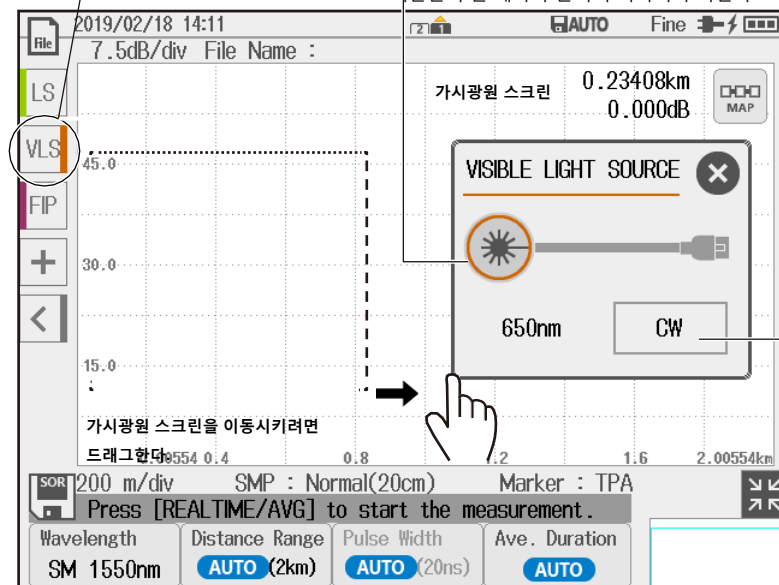 2019/02/18 14:11
2 1
AUTO
Fine
File
7.5dB/div File Name :
LS
가시광원 스크린
0.23408km
0.000dB
MAP
VLS
45.0
VISIBLE LIGHT SOURCE
FIP
30.0
650nm
CW
15.0
가시광원 스크린을 이동시키려면
드래그한다.
0.4
0.8
1.6
2.00554km
SOR
200 m/div
SMP : Normal(20cm)
Marker : TPA
Press [REALTIME/AVG] to start the measurement.
Wavelength
Distance Range
Pulse Width
Ave. Duration
SM 1550nm
AUTO (2km)
AUTO (20ns)
AUTO